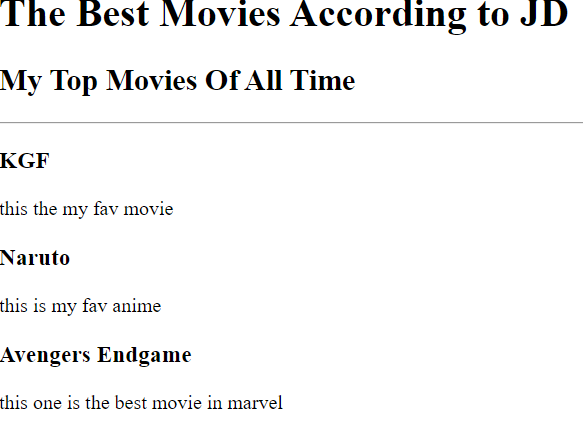 The Best Movies According to JD
My Top Movies Of All Time
KGF
this the my fav movie
Naruto
this is my fav anime
Avengers Endgame
this one is the best movie in marvel